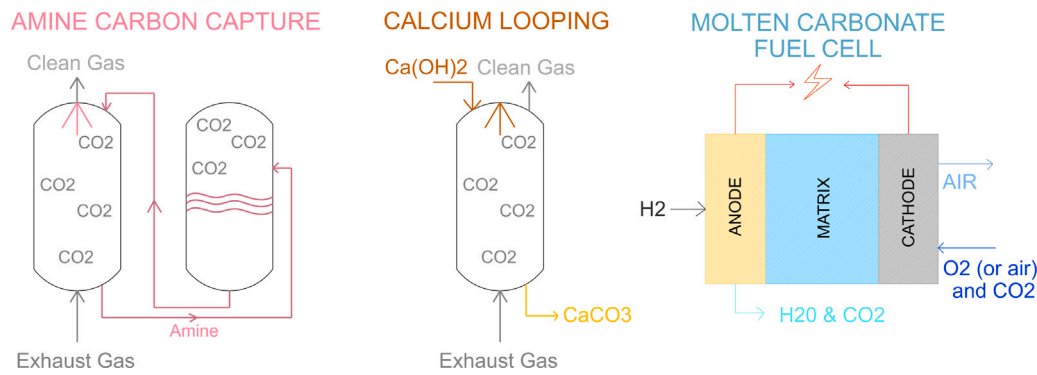 AMINE CARBON CAPTURE
Clean Gas
CO2
CO2
CO2
CO2
CO2
CO2
CO2
Amine
Exhaust Gas
CALCIUM LOOPING
Ca(OH)2
Clean Gas
CO2
CO2
CO2
CO2
CaCO3
Exhaust Gas
MOLTEN CARBONATE
FUEL CELL
H2
ANODE
MATRIX
CATHODE
AIR
O2 (or air)
and CO2
H20 & CO2